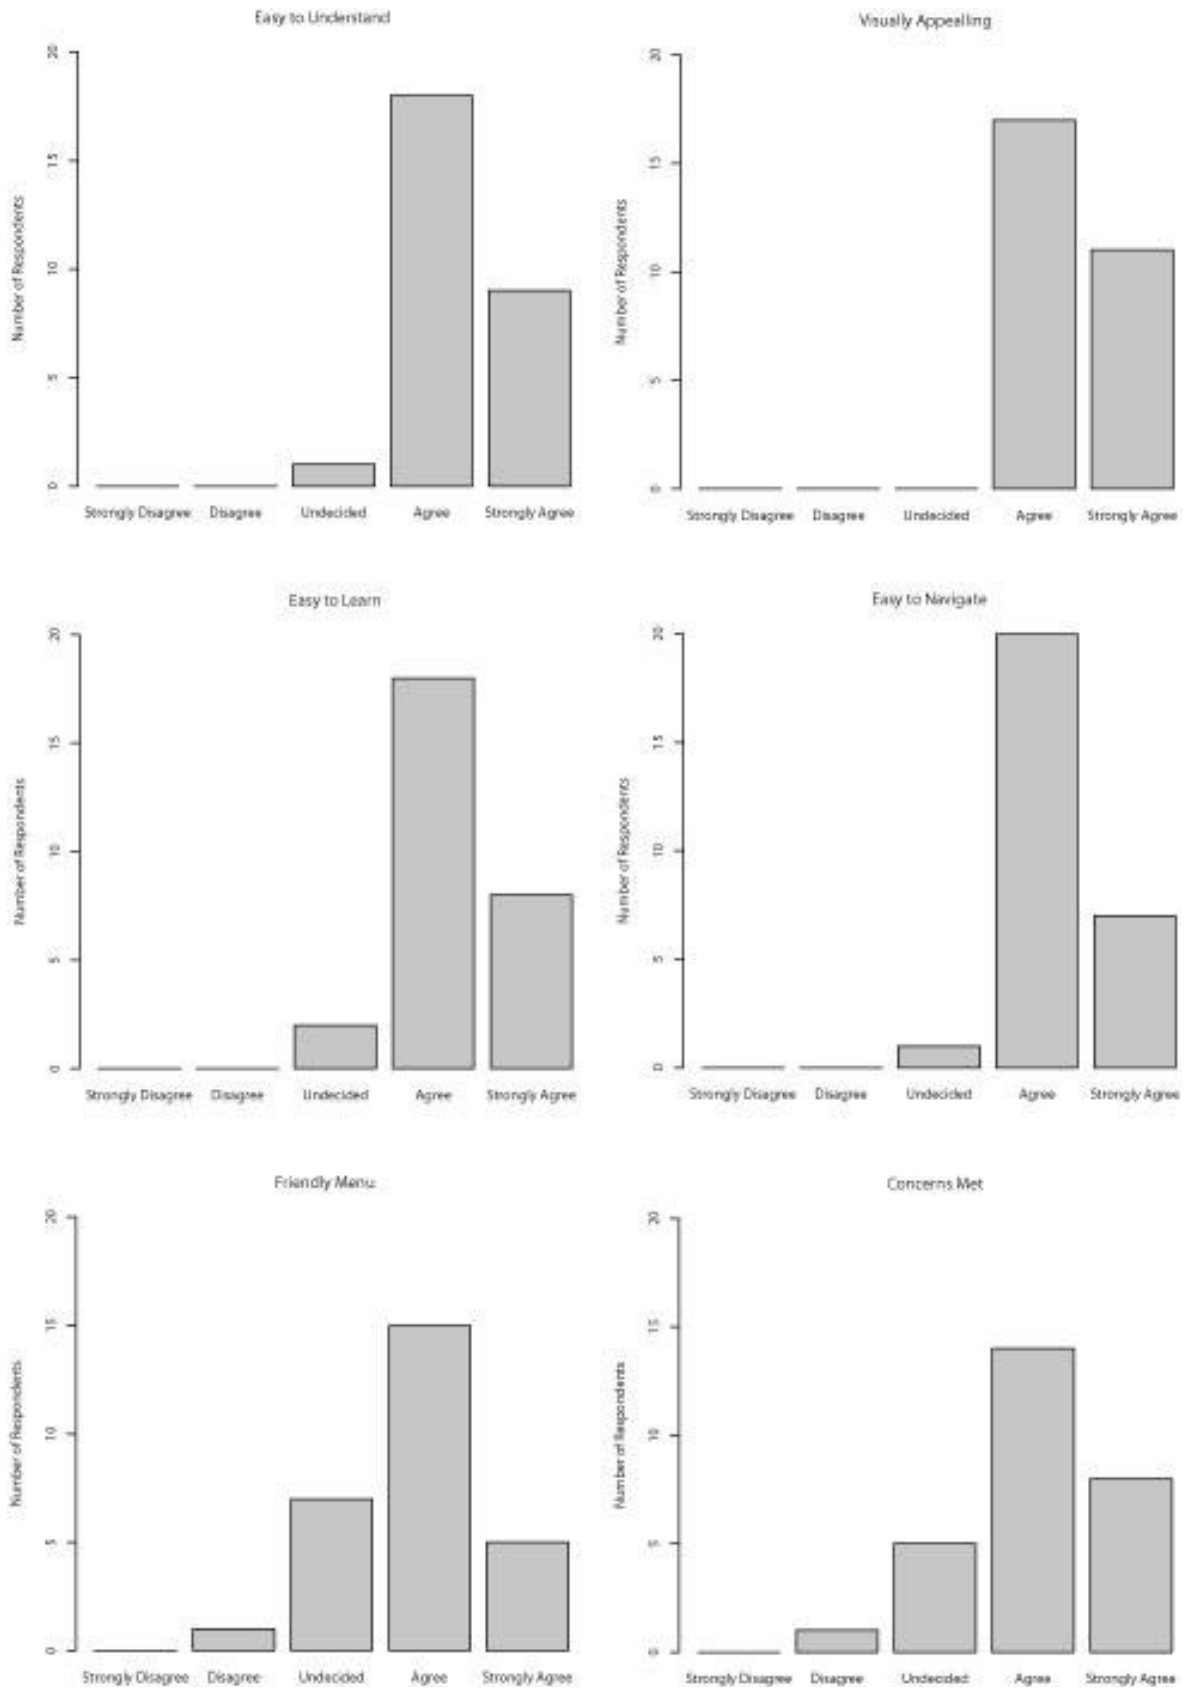 Easy to Understand
Number of Respondents
20
15
10
5
0
Strongly Disagree Disagree Undecided Agree Strongly Agree
Visually Appealling
Number of Respondents
20
15
10
5
0
Strongly Disagree Disagree Undecided Agree Strongly Agree
Easy to Learn
Number of Respondents
20
15
10
5
0
Strongly Disagree Disagree Undecided Agree Strongly Agree
Easy to Navigate
Number of Respondents
20
15
10
5
0
Strongly Disagree Disagree Undecided Agree Strongly Agree
Friendly Menu
Number of Respondents
20
15
10
5
0
Strongly Disagree Disagree Undecided Agree Strongly Agree
Concerns Met
Number of Respondents
20
15
10
5
0
Strongly Disagree Disagree Undecided Agree Strongly Agree